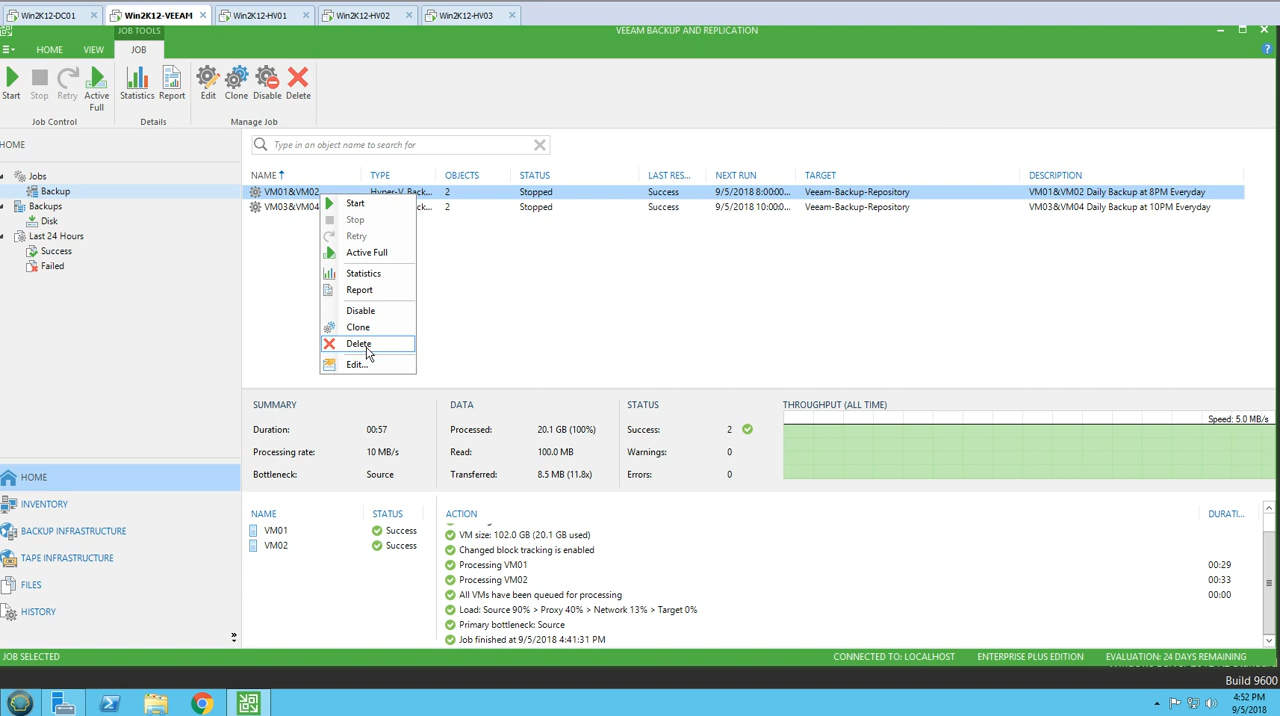 Win2K12-DC01
Win2K12-VEEAM
Win2K12-HV01
Win2K12-HV02
Win2K12-HV03
JOB TOOLS
VEEAM BACKUP AND REPLICATION
HOME
VIEW
JOB
Start
Stop
Retry
Active
Full
Statistics
Report
Edit
Clone
Disable
Delete
Job Control
Details
Manage Job
HOME
Jobs
Backup
Backups
Disk
Last 24 Hours
Success
Failed
Type in an object name to search for
NAME TYPE OBJECTS STATUS LAST RES... NEXT RUN TARGET DESCRIPTION
VM01&VM02 Hyper-V Back... 2 Stopped Success 9/5/2018 8:00:00... Veeam-Backup-Repository VM01&VM02 Daily Backup at 8PM Everyday
VM03&VM04 ck... 2 Stopped Success 9/5/2018 10:00:0... Veeam-Backup-Repository VM03&VM04 Daily Backup at 10PM Everyday
Start
Stop
Retry
Active Full
Statistics
Report
Disable
Clone
Delete
Edit...
SUMMARY
Duration: 00:57
Processing rate: 10 MB/s
Bottleneck: Source
DATA
Processed: 20.1 GB (100%)
Read: 100.0 MB
Transferred: 8.5 MB (11.8x)
STATUS
Success: 2
Warnings: 0
Errors: 0
THROUGHPUT (ALL TIME)
Speed: 5.0 MB/s
HOME
INVENTORY
BACKUP INFRASTRUCTURE
TAPE INFRASTRUCTURE
FILES
HISTORY
NAME STATUS
VM01 Success
VM02 Success
ACTION DURATI...
VM size: 102.0 GB (20.1 GB used)
Changed block tracking is enabled
Processing VM01 00:29
Processing VM02 00:33
All VMs have been queued for processing 00:00
Load: Source 90% > Proxy 40% > Network 13% > Target 0%
Primary bottleneck: Source
Job finished at 9/5/2018 4:41:31 PM
JOB SELECTED
CONNECTED TO: LOCALHOST
ENTERPRISE PLUS EDITION
EVALUATION: 24 DAYS REMAINING
Build 9600
4:52 PM
9/5/2018